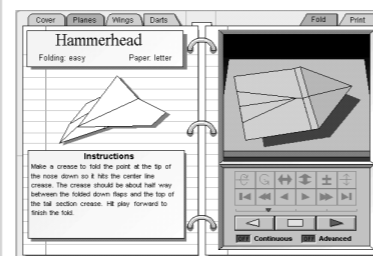 Cover Planes Wings Darts
Fold Print
Hammerhead
Folding: easy Paper: letter
Instructions
Make a crease to fold the point at the tip of
the nose down so it hits the center line
crease. The crease should be about half way
between the folded down flaps and the top of
the tail section crease. Hit play forward to
finish the fold.
OFF Continuous OFF Advanced